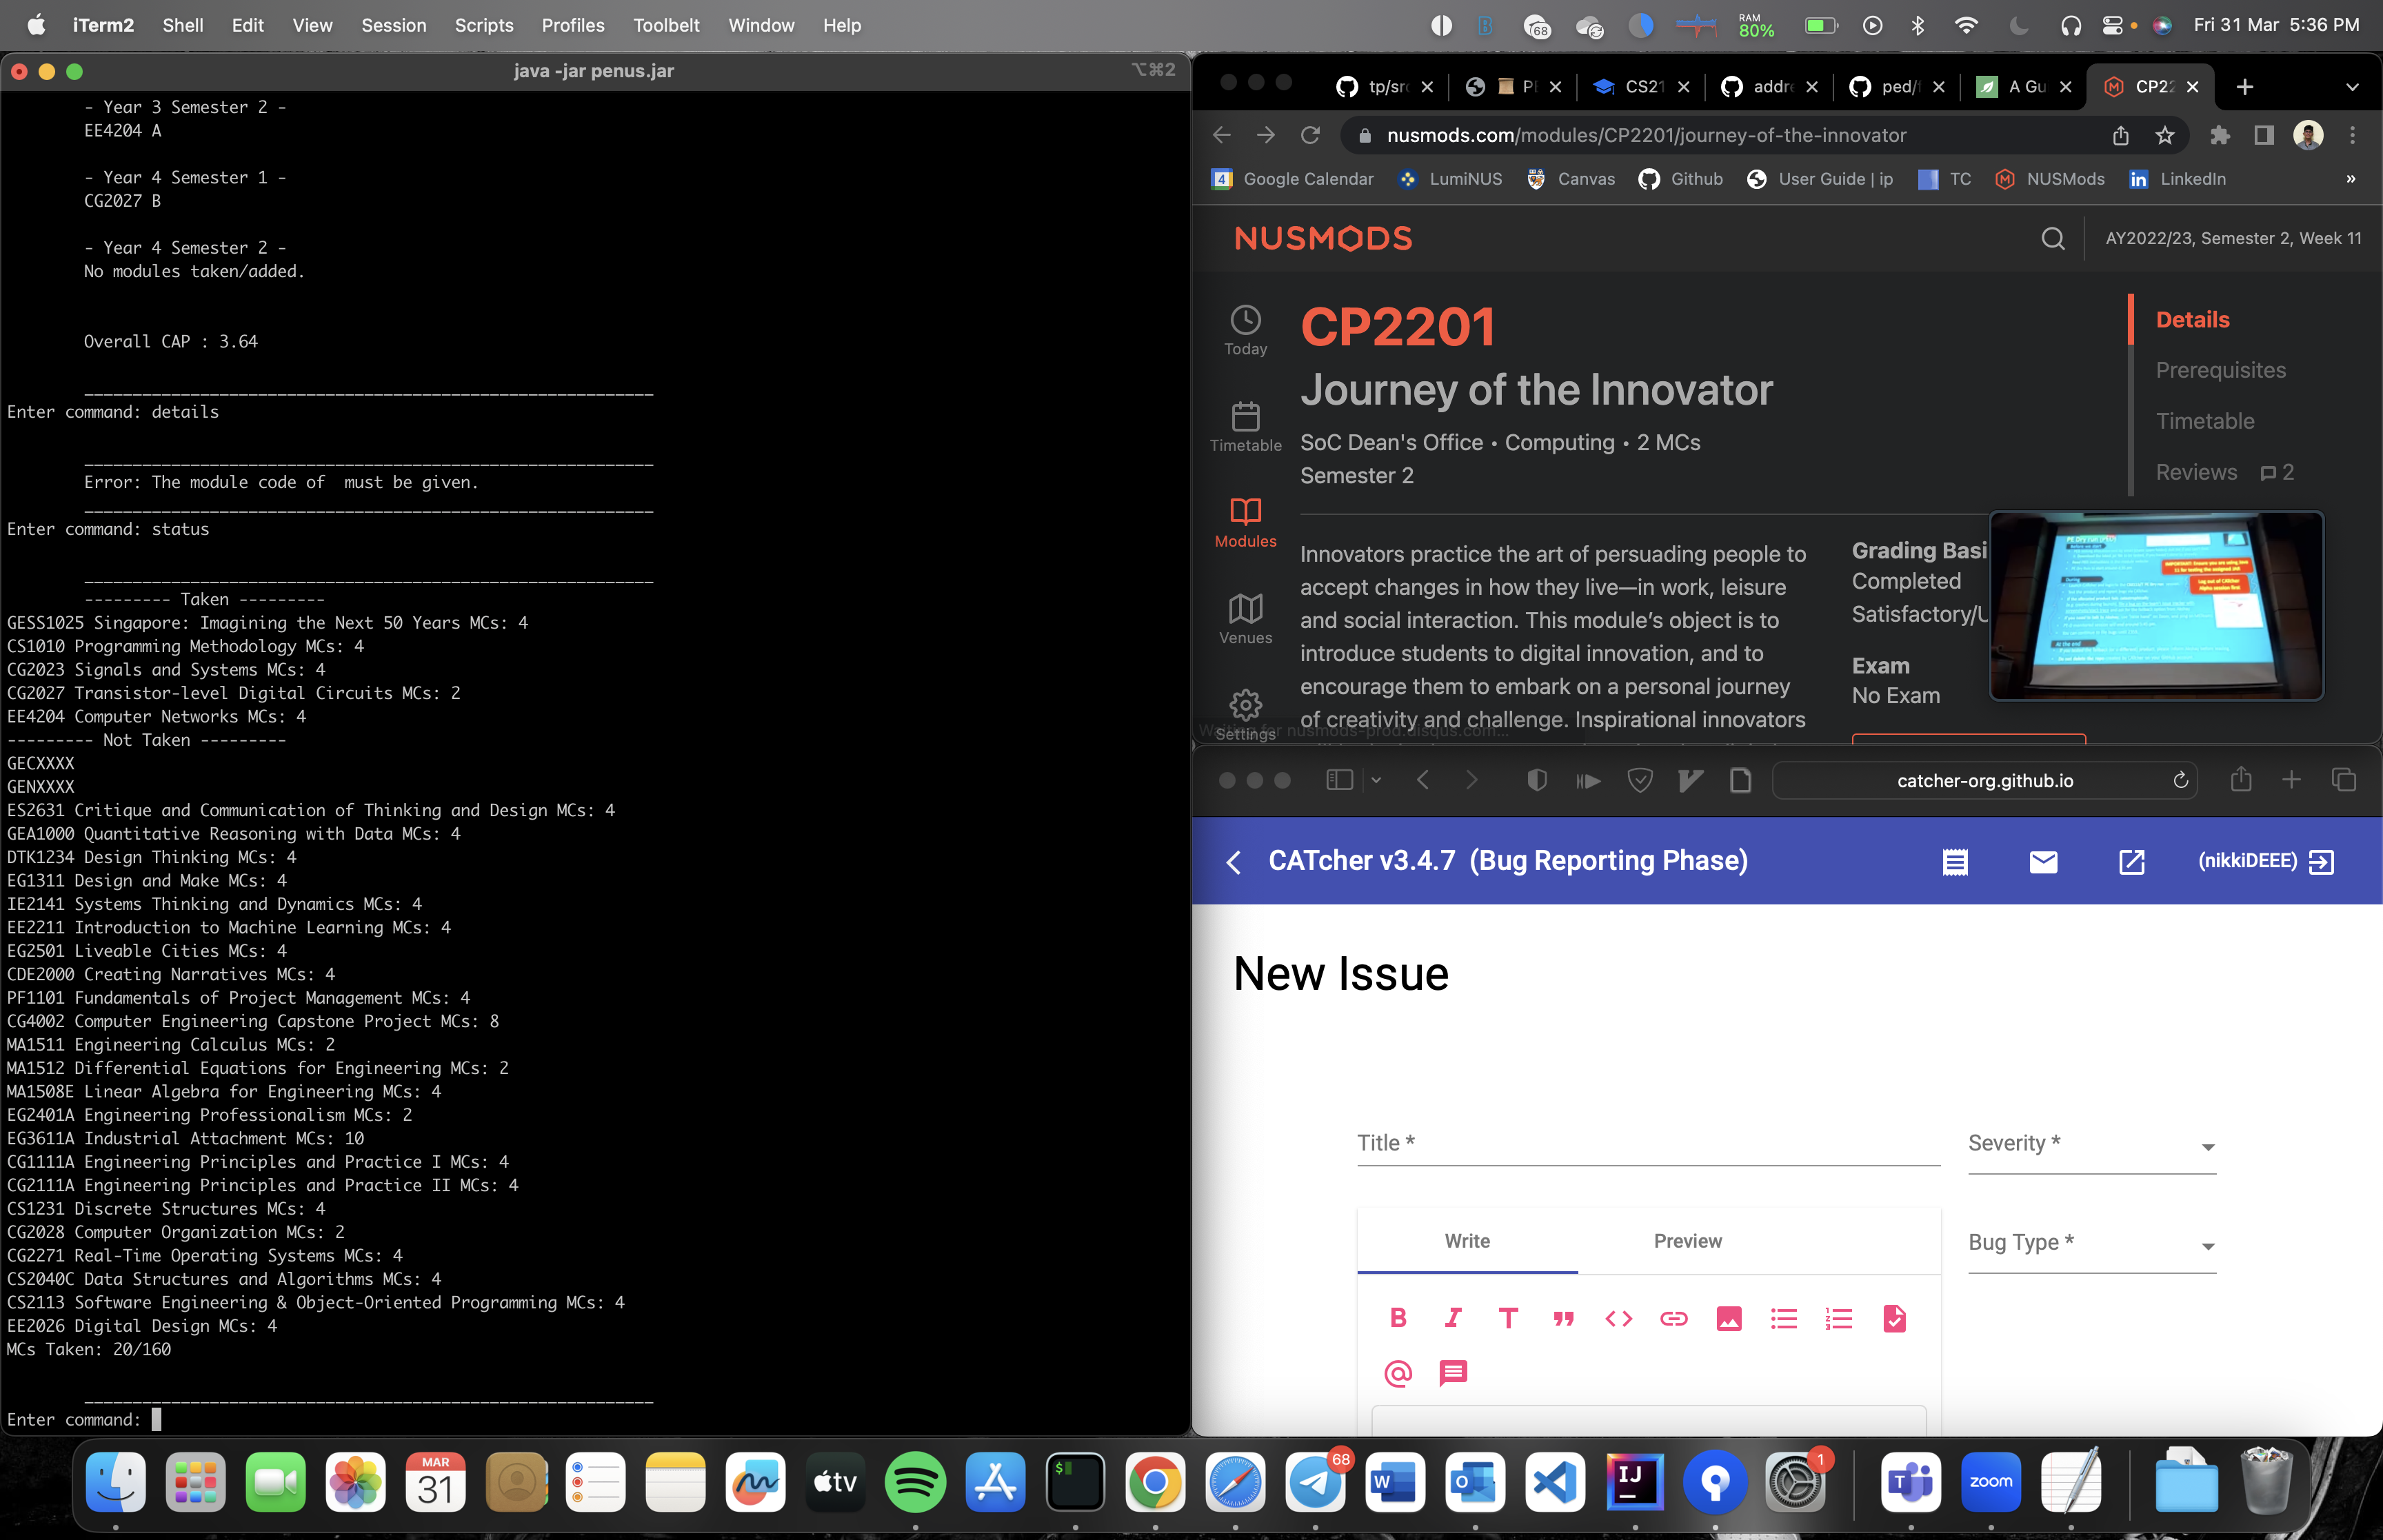 iTerm2 Shell Edit View Session Scripts Profiles Toolbelt Window Help
68
RAM
80%
Fri 31 Mar 5:36 PM
java -jar penus.jar
⌥⌘2
- Year 3 Semester 2 -
EE4204 A
- Year 4 Semester 1 -
CG2027 B
- Year 4 Semester 2 -
No modules taken/added.
Overall CAP : 3.64
Enter command: details
Error: The module code of  must be given.
Enter command: status
--------- Taken ---------
GESS1025 Singapore: Imagining the Next 50 Years MCs: 4
CS1010 Programming Methodology MCs: 4
CG2023 Signals and Systems MCs: 4
CG2027 Transistor-level Digital Circuits MCs: 2
EE4204 Computer Networks MCs: 4
--------- Not Taken ---------
GECXXXX
GENXXXX
ES2631 Critique and Communication of Thinking and Design MCs: 4
GEA1000 Quantitative Reasoning with Data MCs: 4
DTK1234 Design Thinking MCs: 4
EG1311 Design and Make MCs: 4
IE2141 Systems Thinking and Dynamics MCs: 4
EE2211 Introduction to Machine Learning MCs: 4
EG2501 Liveable Cities MCs: 4
CDE2000 Creating Narratives MCs: 4
PF1101 Fundamentals of Project Management MCs: 4
CG4002 Computer Engineering Capstone Project MCs: 8
MA1511 Engineering Calculus MCs: 2
MA1512 Differential Equations for Engineering MCs: 2
MA1508E Linear Algebra for Engineering MCs: 4
EG2401A Engineering Professionalism MCs: 2
EG3611A Industrial Attachment MCs: 10
CG1111A Engineering Principles and Practice I MCs: 4
CG2111A Engineering Principles and Practice II MCs: 4
CS1231 Discrete Structures MCs: 4
CG2028 Computer Organization MCs: 2
CG2271 Real-Time Operating Systems MCs: 4
CS2040C Data Structures and Algorithms MCs: 4
CS2113 Software Engineering & Object-Oriented Programming MCs: 4
EE2026 Digital Design MCs: 4
MCs Taken: 20/160
Enter command:
tp/src PE CS21 addre ped/f A Gu CP22
nusmods.com/modules/CP2201/journey-of-the-innovator
4 Google Calendar LumiNUS Canvas Github User Guide | ip TC NUSMods in LinkedIn »
NUSMODS
AY2022/23, Semester 2, Week 11
Today
Timetable
Modules
Venues
Settings
CP2201
Journey of the Innovator
SoC Dean's Office • Computing • 2 MCs
Semester 2
Details
Prerequisites
Timetable
Reviews 2
Innovators practice the art of persuading people to
accept changes in how they live—in work, leisure
and social interaction. This module's object is to
introduce students to digital innovation, and to
encourage them to embark on a personal journey
of creativity and challenge. Inspirational innovators
Grading Basi
Completed
Satisfactory/U
Exam
No Exam
Waiting for nusmods-prod.disqus.com...
catcher-org.github.io
CATcher v3.4.7 (Bug Reporting Phase)
(nikkiDEEE)
New Issue
Title *
Severity *
Write
Preview
Bug Type *
MAR
31
tv
68
W
O
IJ
1
T
zoom